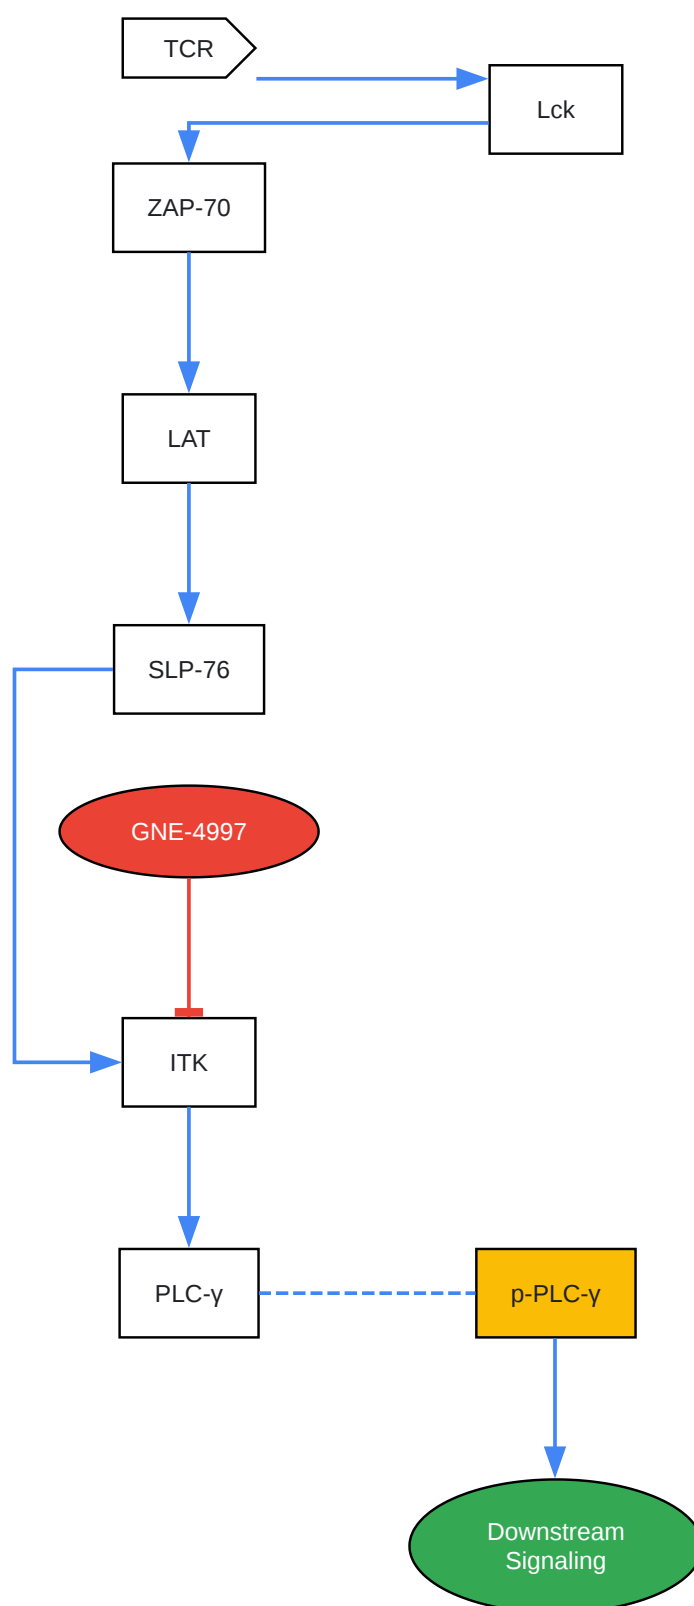 TCR
Lck
ZAP-70
LAT
SLP-76
GNE-4997
ITK
PLC-γ
p-PLC-γ
Downstream
Signaling